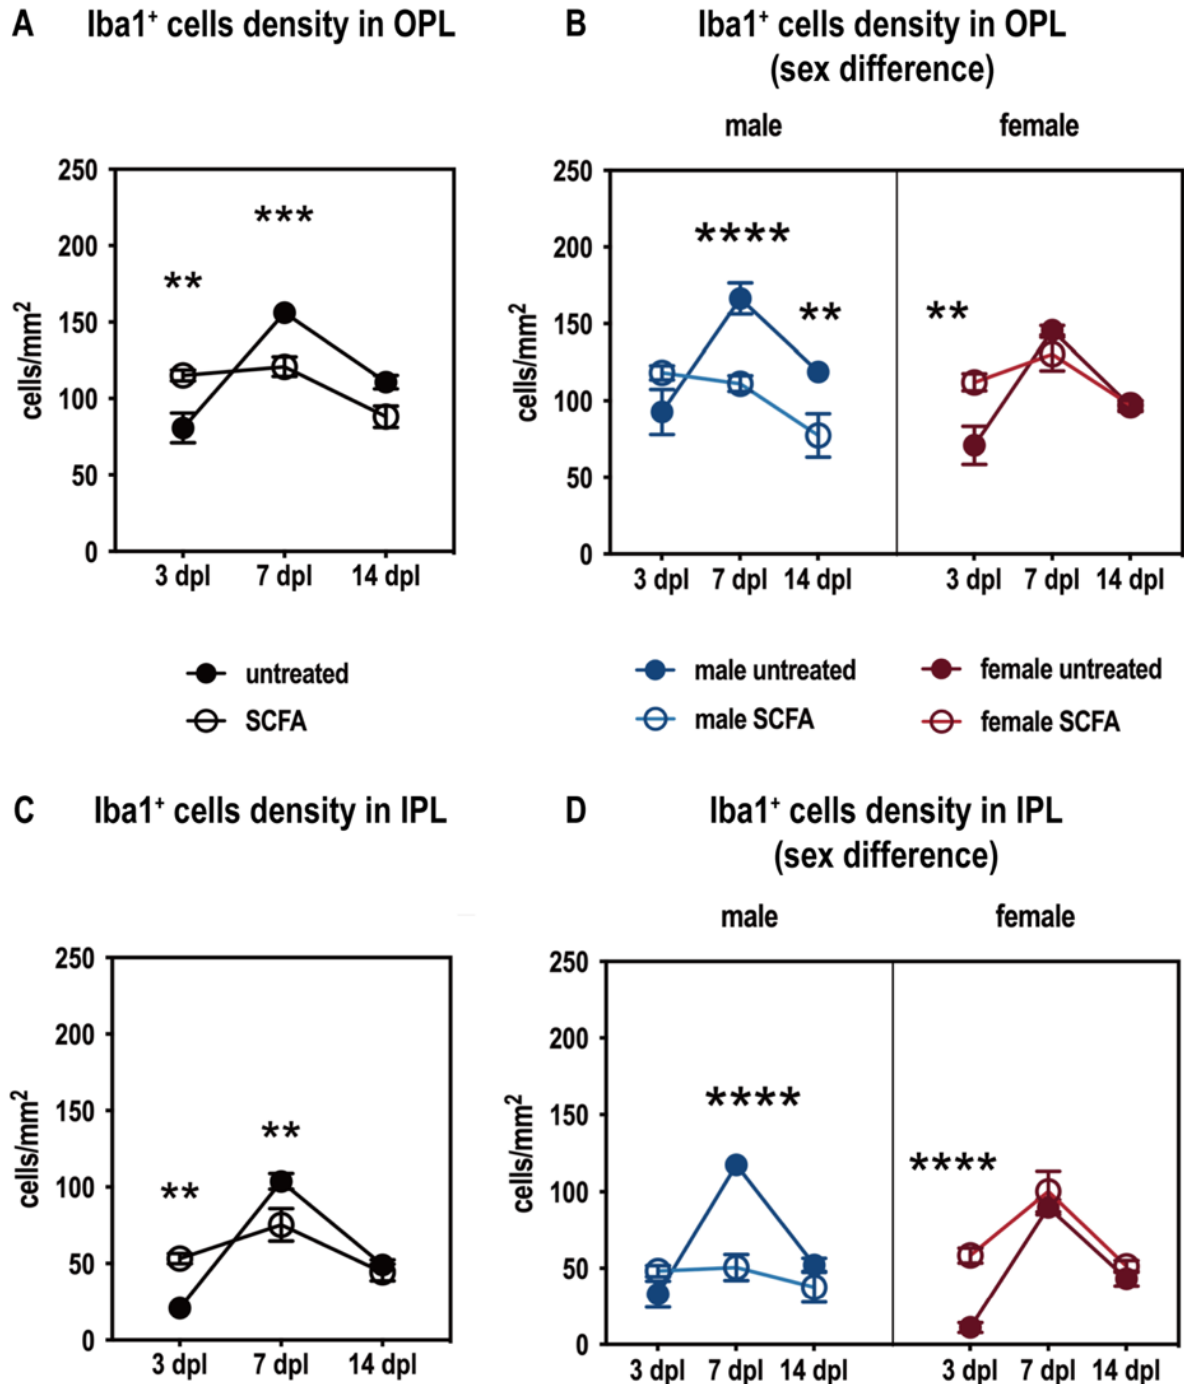 A Iba1⁺ cells density in OPL
250
200
150
100
50
0
cells/mm²
**
***
3 dpl 7 dpl 14 dpl
untreated
SCFA
B Iba1⁺ cells density in OPL
(sex difference)
male female
250
200
150
100
50
0
cells/mm²
****
**
**
3 dpl 7 dpl 14 dpl 3 dpl 7 dpl 14 dpl
male untreated female untreated
male SCFA female SCFA
C Iba1⁺ cells density in IPL
250
200
150
100
50
0
cells/mm²
**
**
3 dpl 7 dpl 14 dpl
D Iba1⁺ cells density in IPL
(sex difference)
male female
250
200
150
100
50
0
cells/mm²
****
****
3 dpl 7 dpl 14 dpl 3 dpl 7 dpl 14 dpl